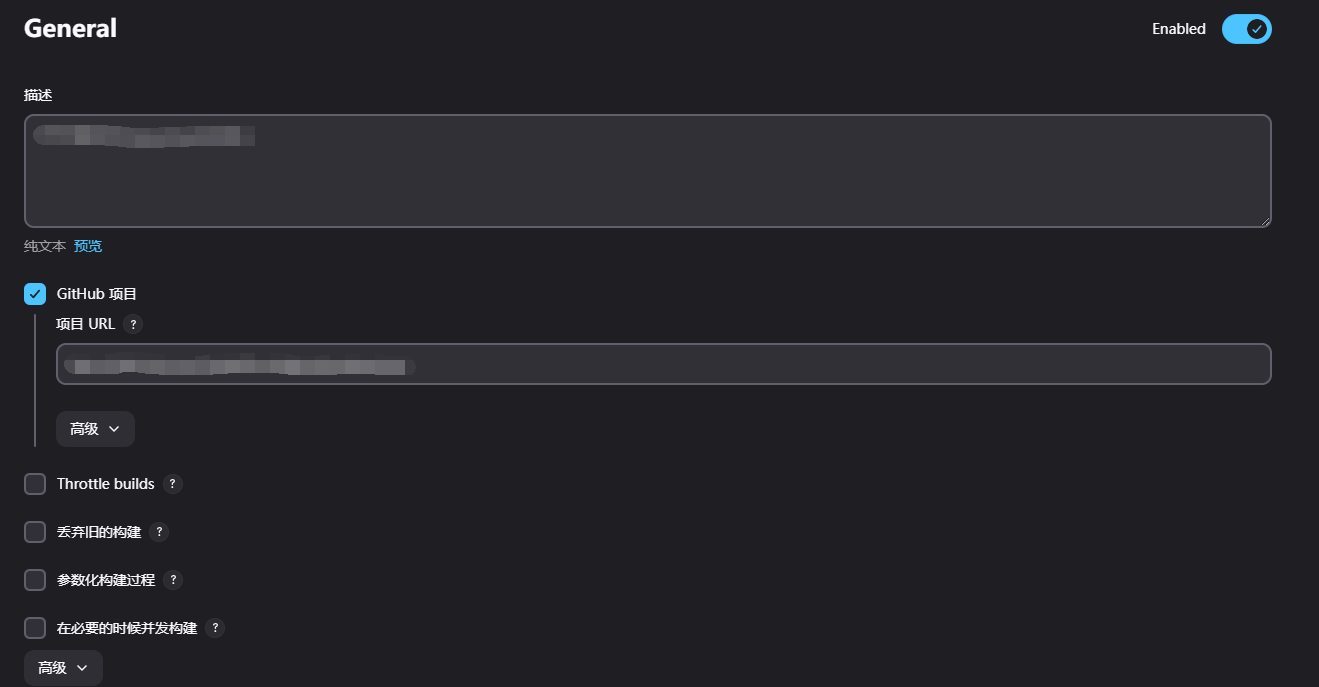 General
Enabled
描述
纯文本 预览
GitHub 项目
项目 URL ?
高级
Throttle builds ?
丢弃旧的构建 ?
参数化构建过程 ?
在必要的时候并发构建 ?
高级